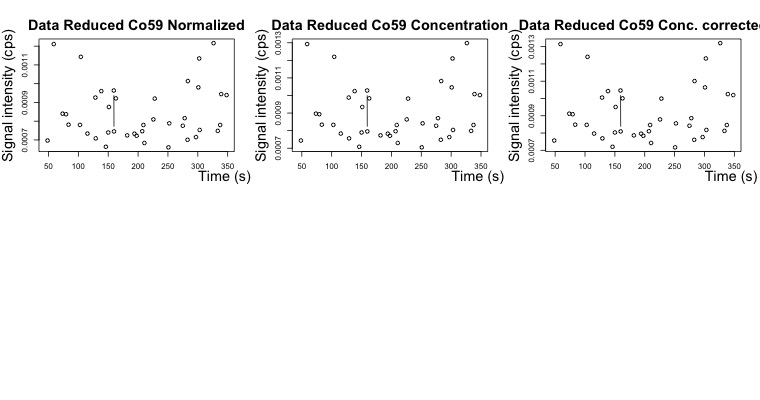 Data Reduced Co59 Normalized
Signal intensity (cps)
0.0007 0.0009 0.0011
50 100 150 200 250 300 350
Time (s)
Data Reduced Co59 Concentration
Signal intensity (cps)
0.0007 0.0009 0.0011 0.0013
50 100 150 200 250 300 350
Time (s)
Data Reduced Co59 Conc. correcte
Signal intensity (cps)
0.0007 0.0009 0.0011 0.0013
50 100 150 200 250 300 350
Time (s)